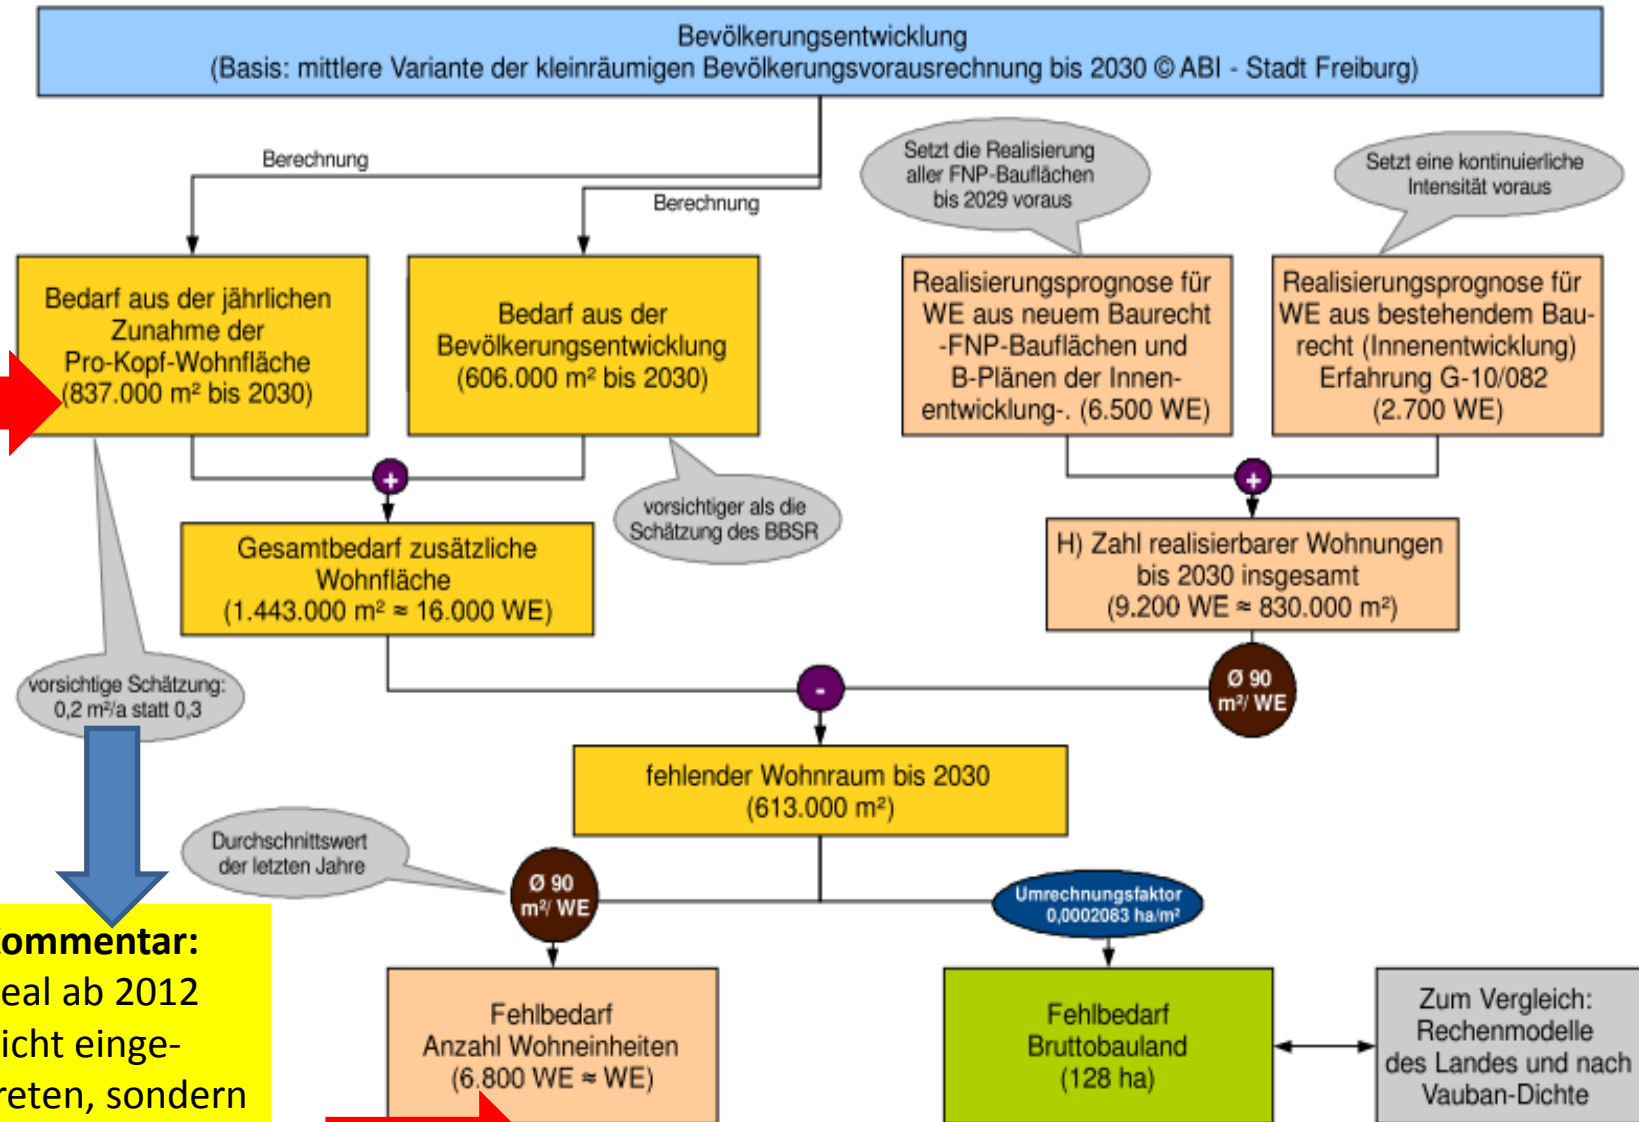 Bevölkerungsentwicklung
(Basis: mittlere Variante der kleinräumigen Bevölkerungsvorausrechnung bis 2030 © ABI - Stadt Freiburg)
Berechnung
Berechnung
Setzt die Realisierung
aller FNP-Bauflächen
bis 2029 voraus
Setzt eine kontinuierliche
Intensität voraus
Bedarf aus der jährlichen
Zunahme der
Pro-Kopf-Wohnfläche
(837.000 m² bis 2030)
Bedarf aus der
Bevölkerungsentwicklung
(606.000 m² bis 2030)
Realisierungsprognose für
WE aus neuem Baurecht
-FNP-Bauflächen und
B-Plänen der Innen-
entwicklung-. (6.500 WE)
Realisierungsprognose für
WE aus bestehendem Bau-
recht (Innenentwicklung)
Erfahrung G-10/082
(2.700 WE)
+
+
vorsichtiger als die
Schätzung des BBSR
Gesamtbedarf zusätzliche
Wohnfläche
(1.443.000 m² ≈ 16.000 WE)
H) Zahl realisierbarer Wohnungen
bis 2030 insgesamt
(9.200 WE ≈ 830.000 m²)
vorsichtige Schätzung:
0,2 m²/a statt 0,3
-
Ø 90
m²/ WE
fehlender Wohnraum bis 2030
(613.000 m²)
Durchschnittswert
der letzten Jahre
Ø 90
m²/ WE
Umrechnungsfaktor
0,0002083 ha/m²
ommentar:
eal ab 2012
icht einge-
reten, sondern
Fehlbedarf
Anzahl Wohneinheiten
(6.800 WE ≈ WE)
Fehlbedarf
Bruttobauland
(128 ha)
Zum Vergleich:
Rechenmodelle
des Landes und nach
Vauban-Dichte